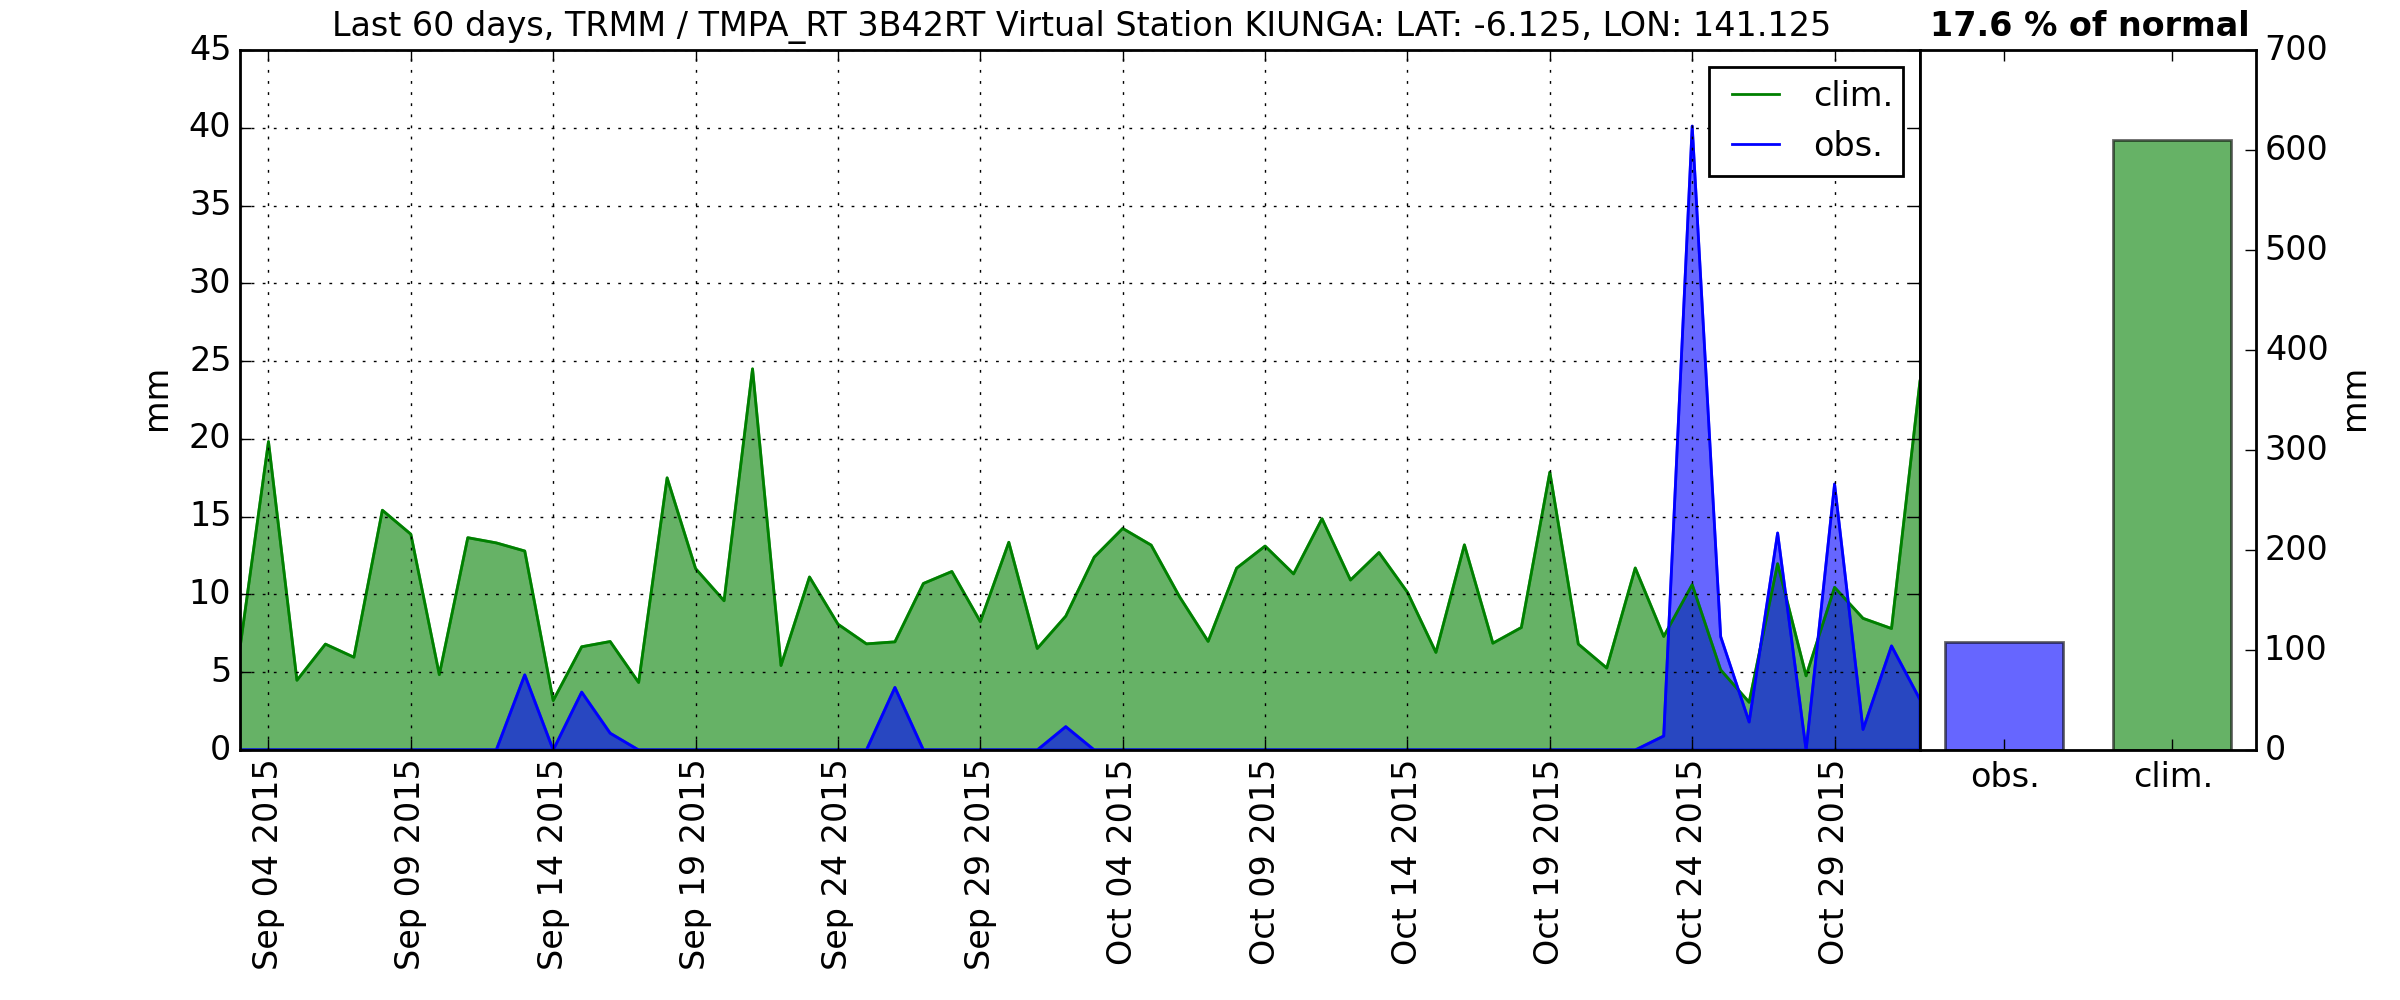 Last 60 days, TRMM / TMPA_RT 3B42RT Virtual Station KIUNGA: LAT: -6.125, LON: 141.125
17.6 % of normal
45
40
35
30
25
20
15
10
5
0
mm
clim.
obs.
Sep 04 2015
Sep 09 2015
Sep 14 2015
Sep 19 2015
Sep 24 2015
Sep 29 2015
Oct 04 2015
Oct 09 2015
Oct 14 2015
Oct 19 2015
Oct 24 2015
Oct 29 2015
700
600
500
400
300
200
100
0
mm
obs.
clim.